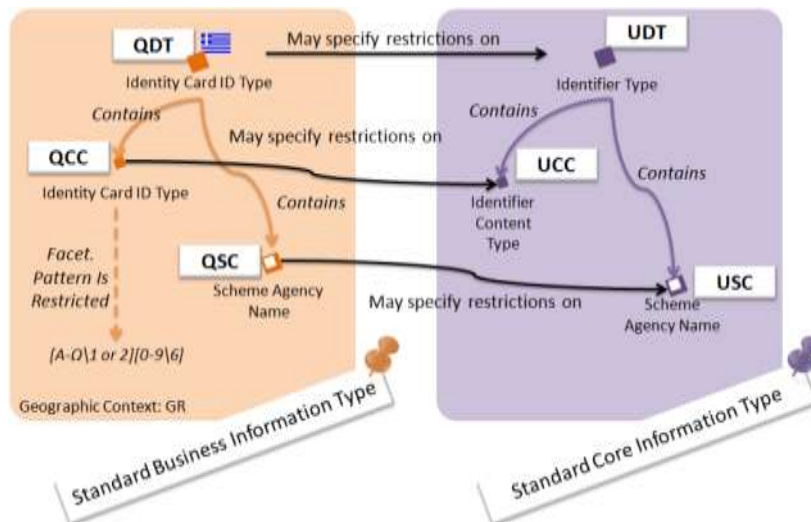 QDT
May specify restrictions on
UDT
Identity Card ID Type
Identifier Type
Contains
Contains
May specify restrictions on
QCC
UCC
Identity Card ID Type
Contains
Contains
Identifier
Content
Type
Facet.
Pattern Is
Restricted
QSC
USC
Scheme Agency
Name
May specify restrictions on
Scheme
Agency Name
[A-Ω\1 or 2][0-9\6]
Geographic Context: GR
Standard Business Information Type
Standard Core Information Type